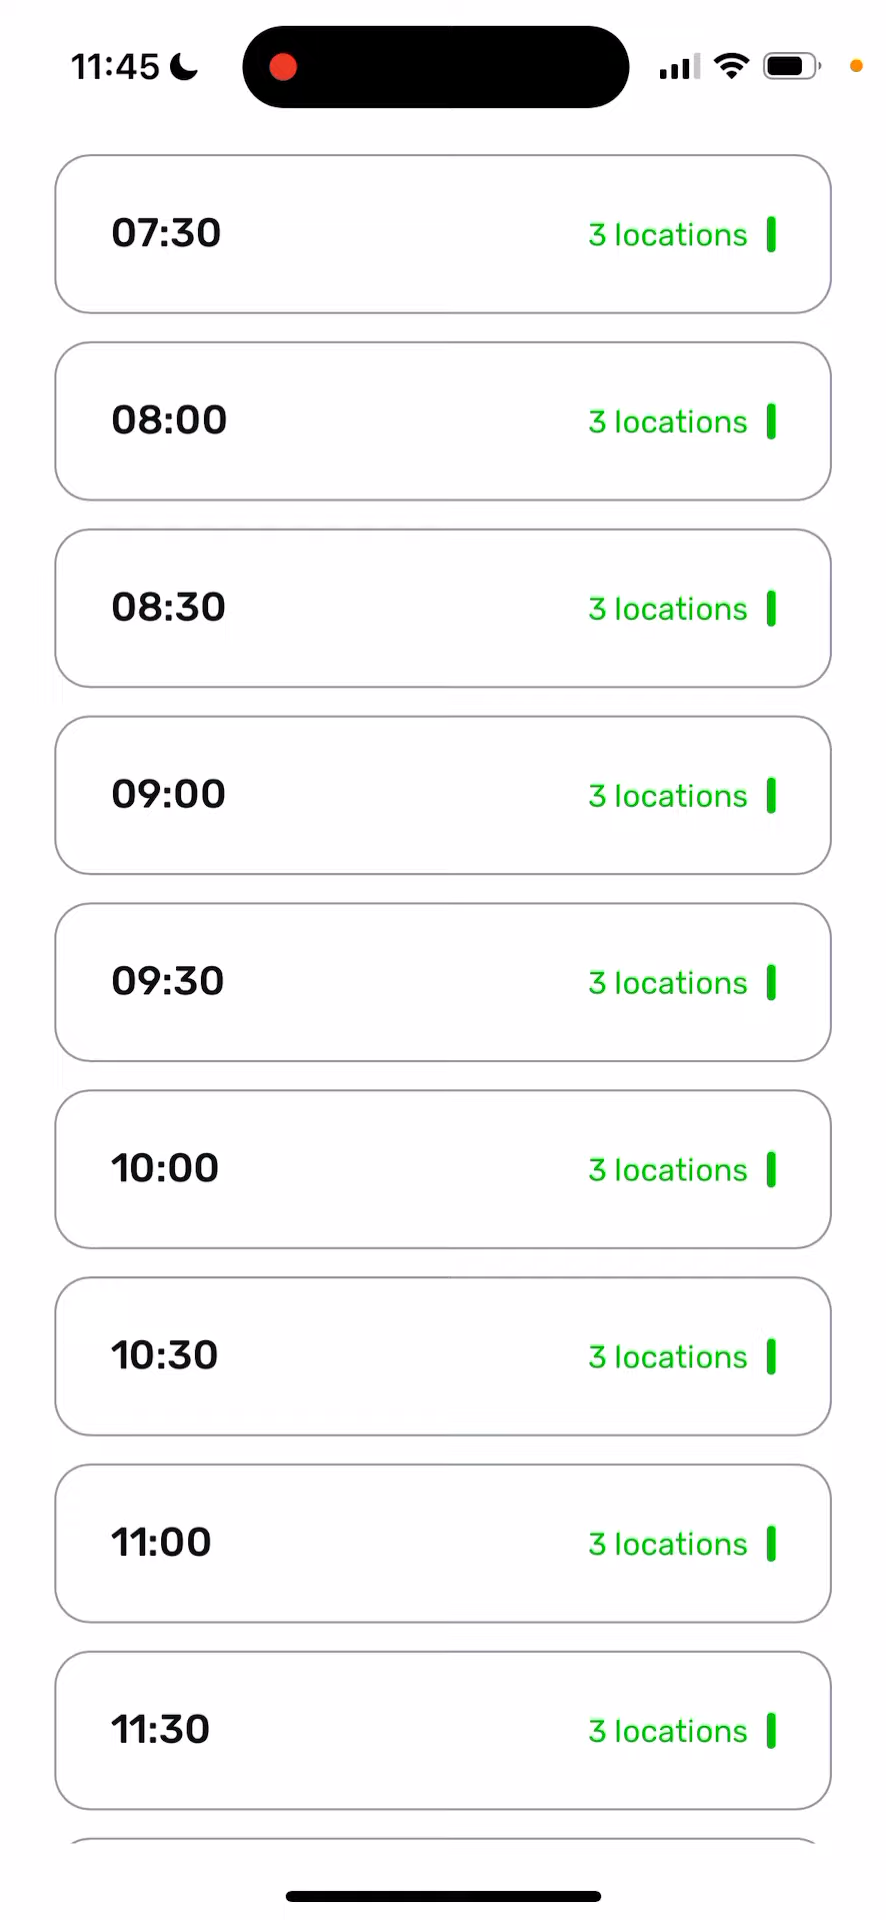 11:45
07:30 3 locations
08:00 3 locations
08:30 3 locations
09:00 3 locations
09:30 3 locations
10:00 3 locations
10:30 3 locations
11:00 3 locations
11:30 3 locations